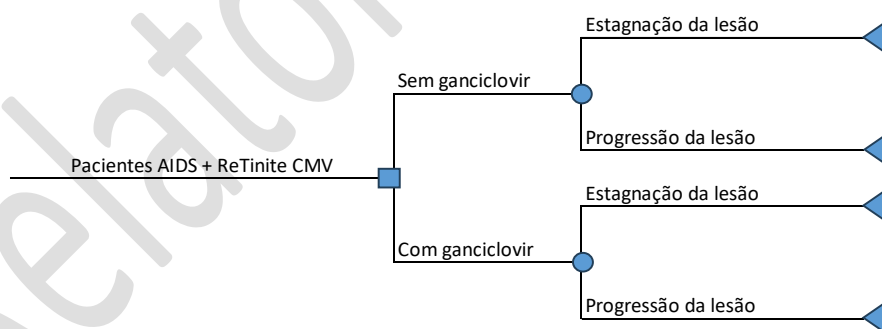 Estagnação da lesão
Sem ganciclovir
Progressão da lesão
Pacientes AIDS + ReTinite CMV
Estagnação da lesão
Com ganciclovir
Progressão da lesão